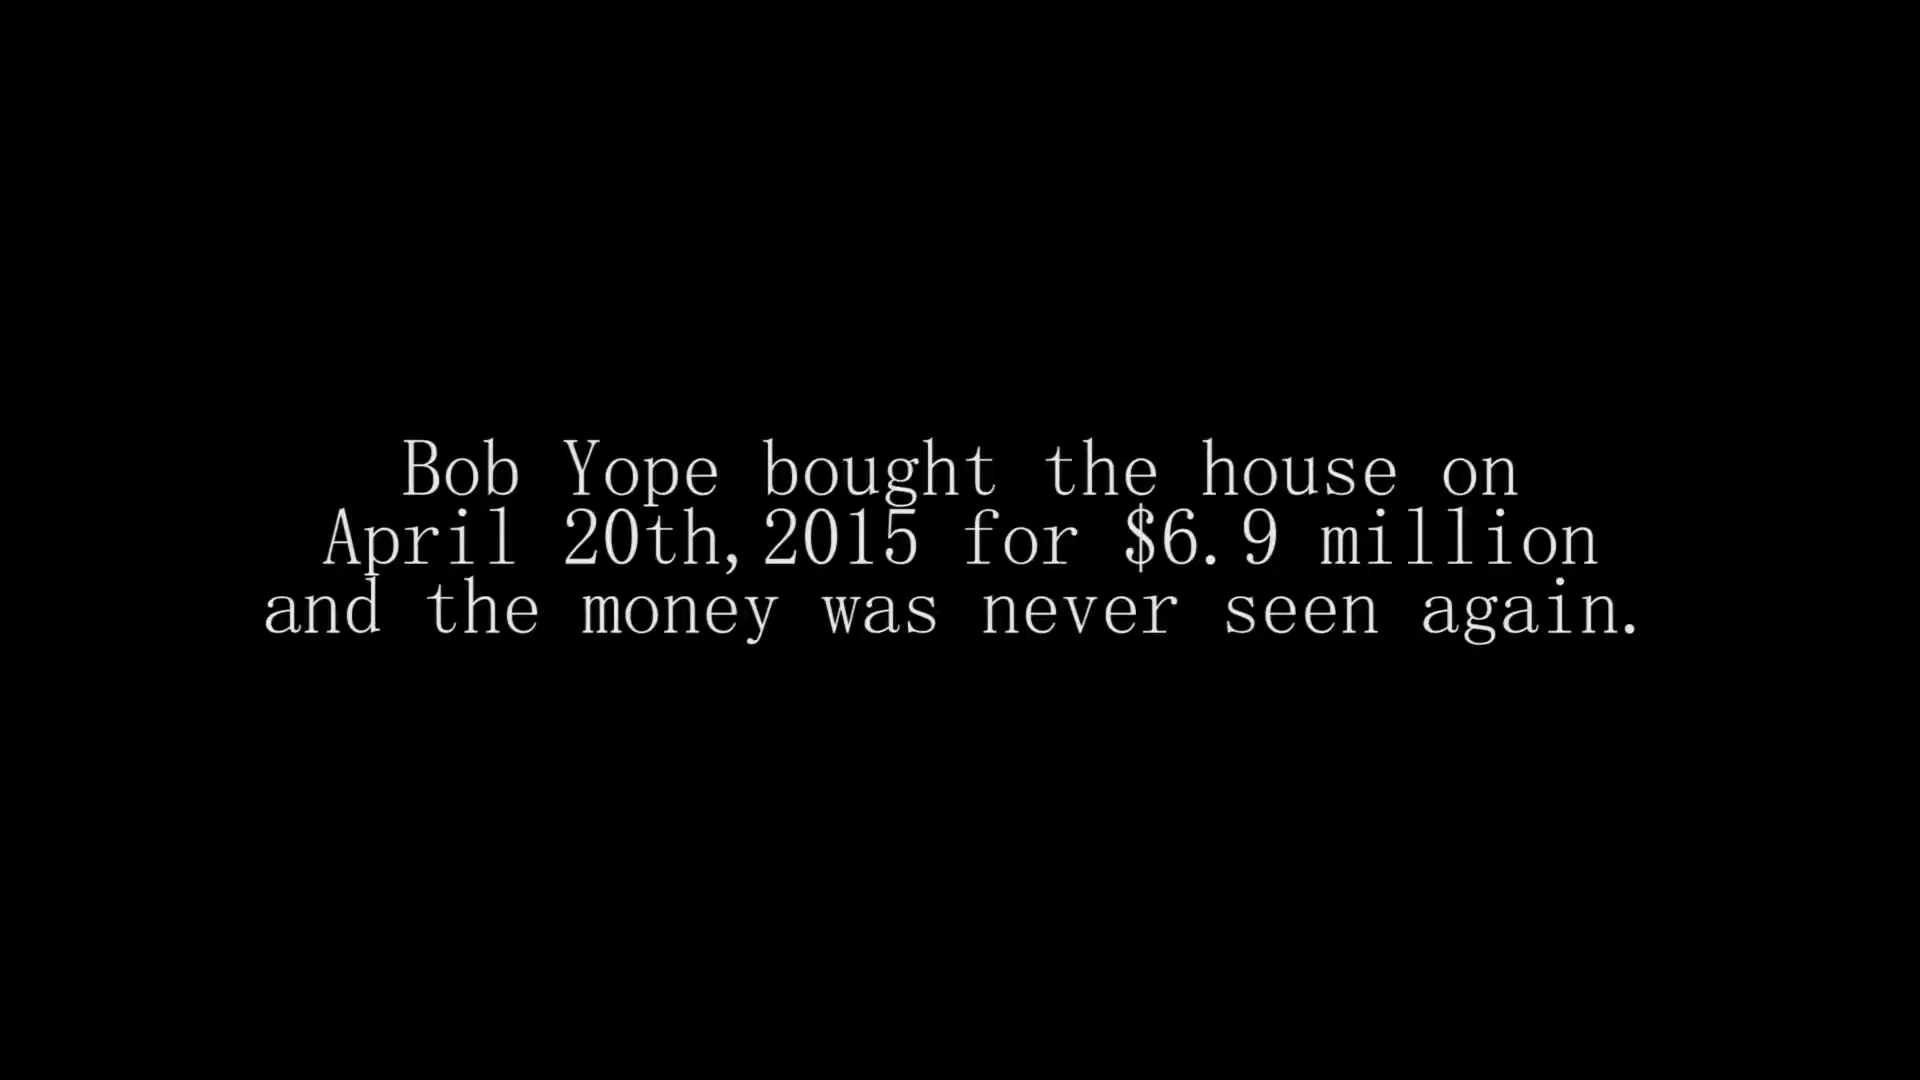 Bob Yope bought the house on
April 20th,2015 for $6.9 million
and the money was never seen again.